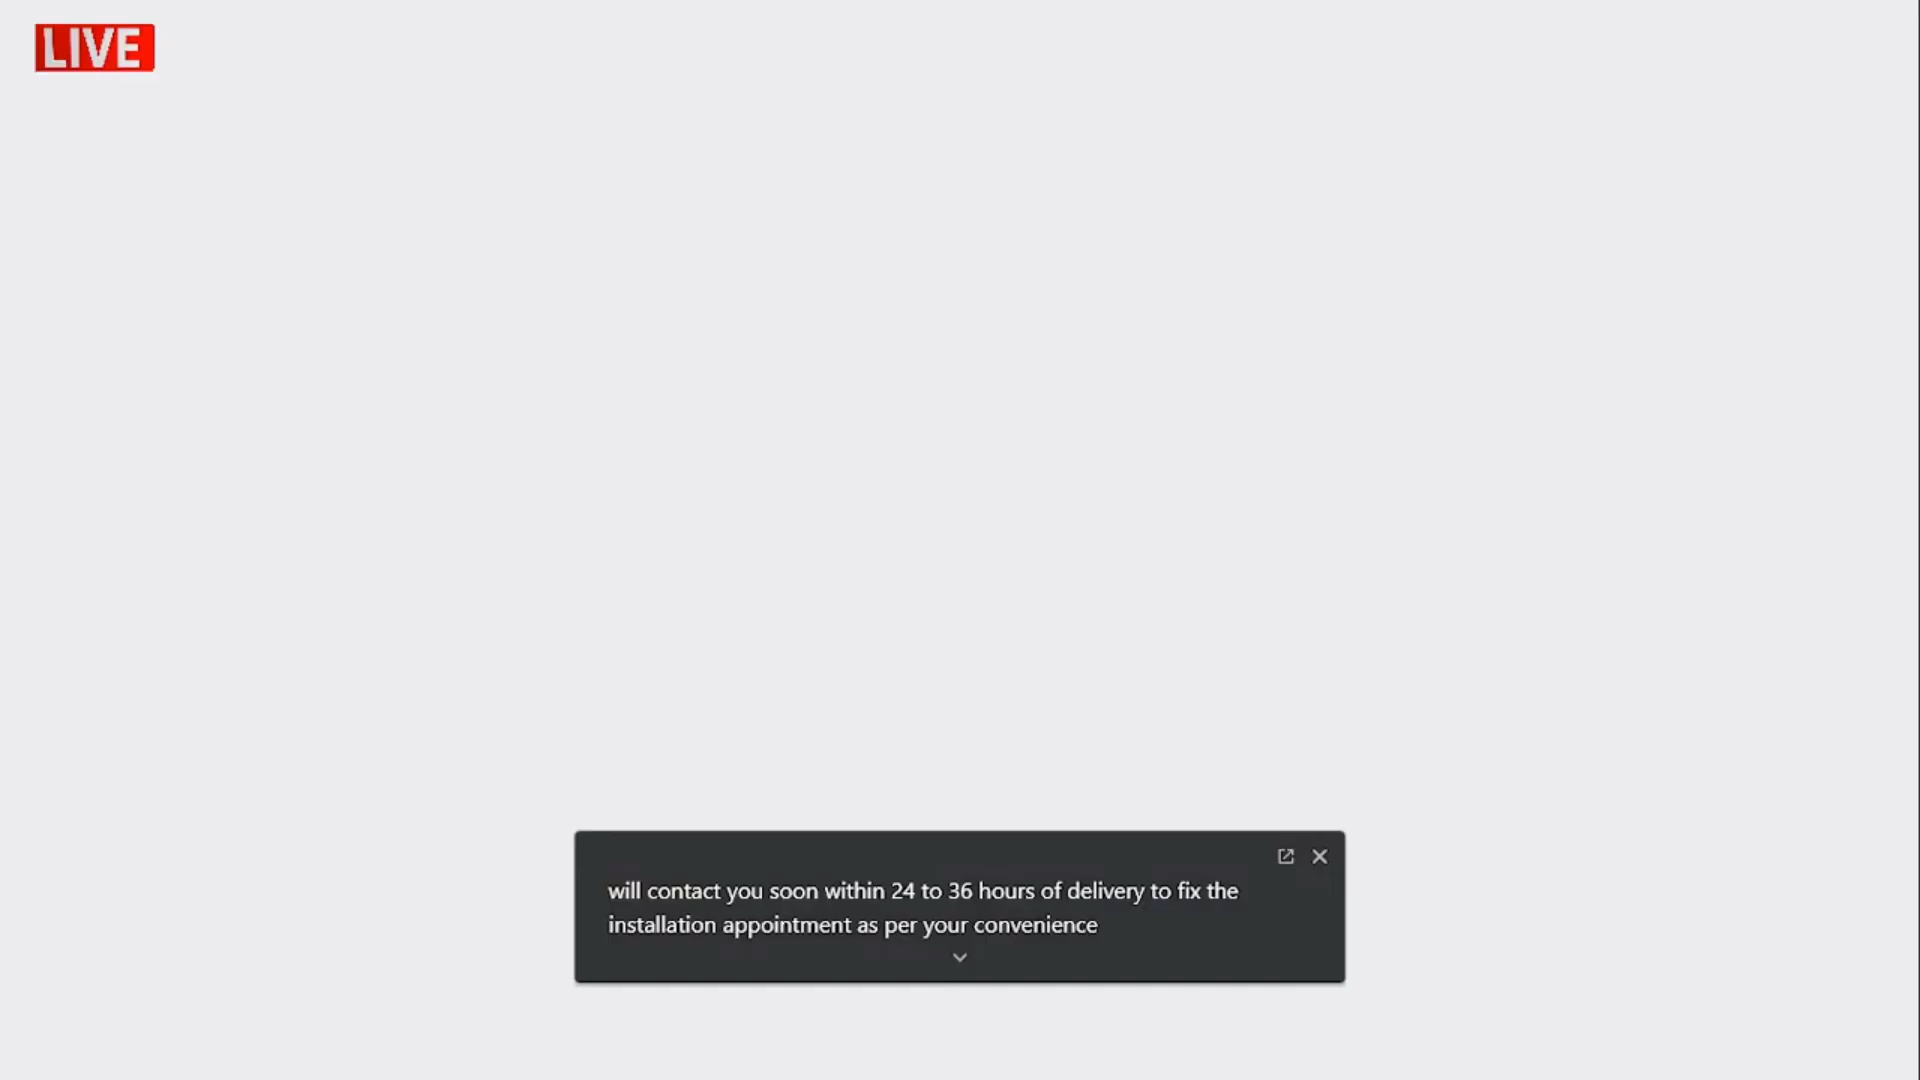 LIVE
will contact you soon within 24 to 36 hours of delivery to fix the
installation appointment as per your convenience